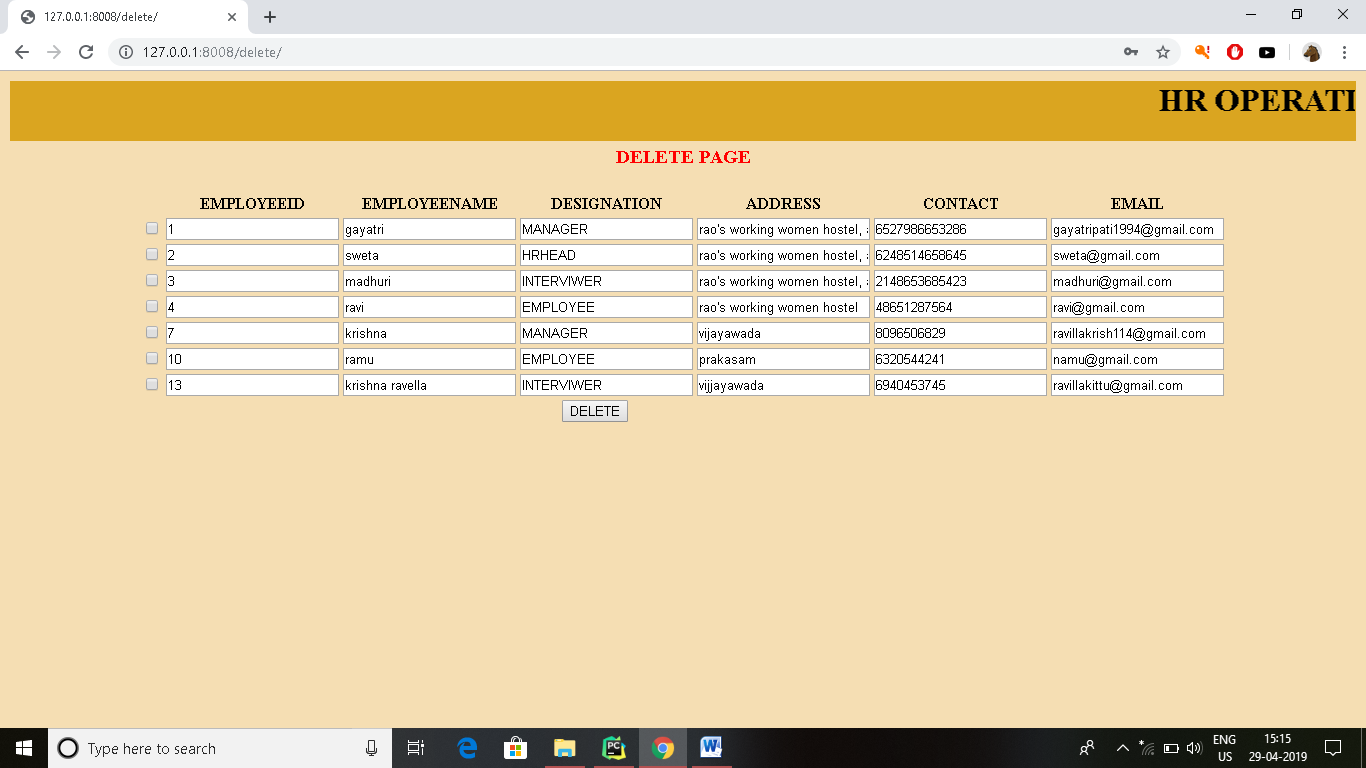 127.0.0.1:8008/delete/
127.0.0.1:8008/delete/
HR OPERATI
DELETE PAGE
EMPLOYEEID EMPLOYEENAME DESIGNATION ADDRESS CONTACT EMAIL
1 gayatri MANAGER rao's working women hostel, 6527986653286 gayatripati1994@gmail.com
2 sweta HRHEAD rao's working women hostel, 6248514658645 sweta@gmail.com
3 madhuri INTERVIWER rao's working women hostel, 2148653685423 madhuri@gmail.com
4 ravi EMPLOYEE rao's working women hostel 48651287564 ravi@gmail.com
7 krishna MANAGER vijayawada 8096506829 ravillakrish114@gmail.com
10 ramu EMPLOYEE prakasam 6320544241 namu@gmail.com
13 krishna ravella INTERVIWER vijjayawada 6940453745 ravillakittu@gmail.com
DELETE
Type here to search
PC
W
ENG
US
15:15
29-04-2019